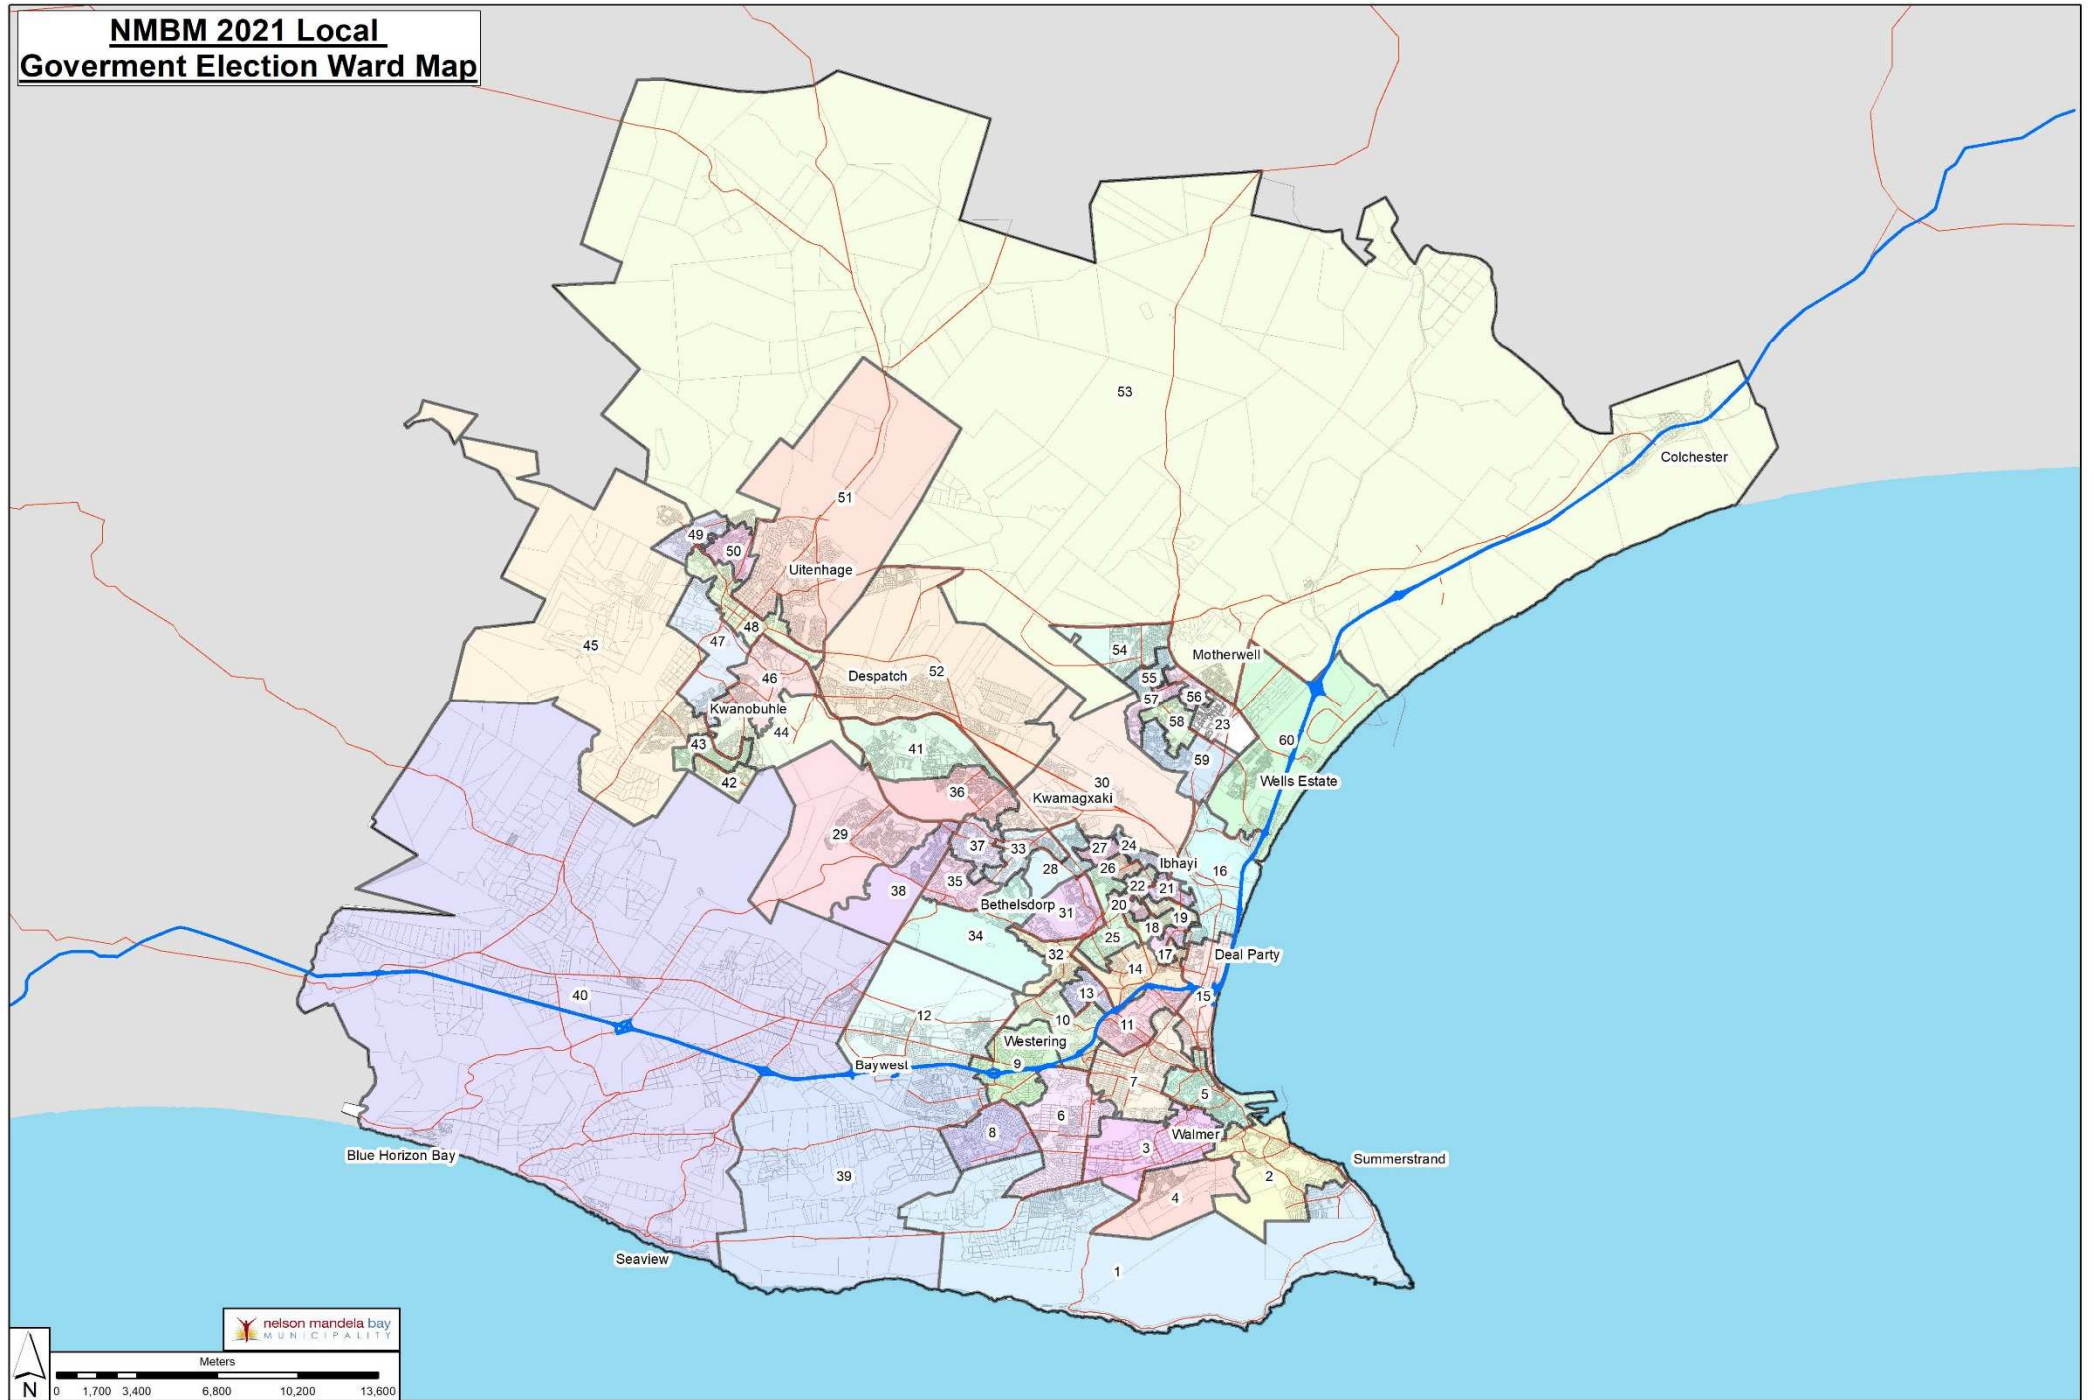 NMBM 2021 Local
Goverment Election Ward Map
53
Colchester
51
49
50
Uitenhage
45
47
48
54
Motherwell
46
Despatch
52
55
56
57
Kwanobuhle
58
23
44
43
41
60
59
42
Wells Estate
30
36
Kwamagxaki
29
37
33
27
24
Ibhayi
28
26
16
35
38
22
21
Bethelsdorp
31
20
19
34
18
25
32
17
Deal Party
14
40
13
15
12
10
11
Westering
Baywest
9
7
5
6
8
3
Walmer
Blue Horizon Bay
Summerstrand
39
2
4
Seaview
1
nelson mandela bay
MUNICIPALITY
Meters
N
0 1,700 3,400 6,800 10,200 13,600